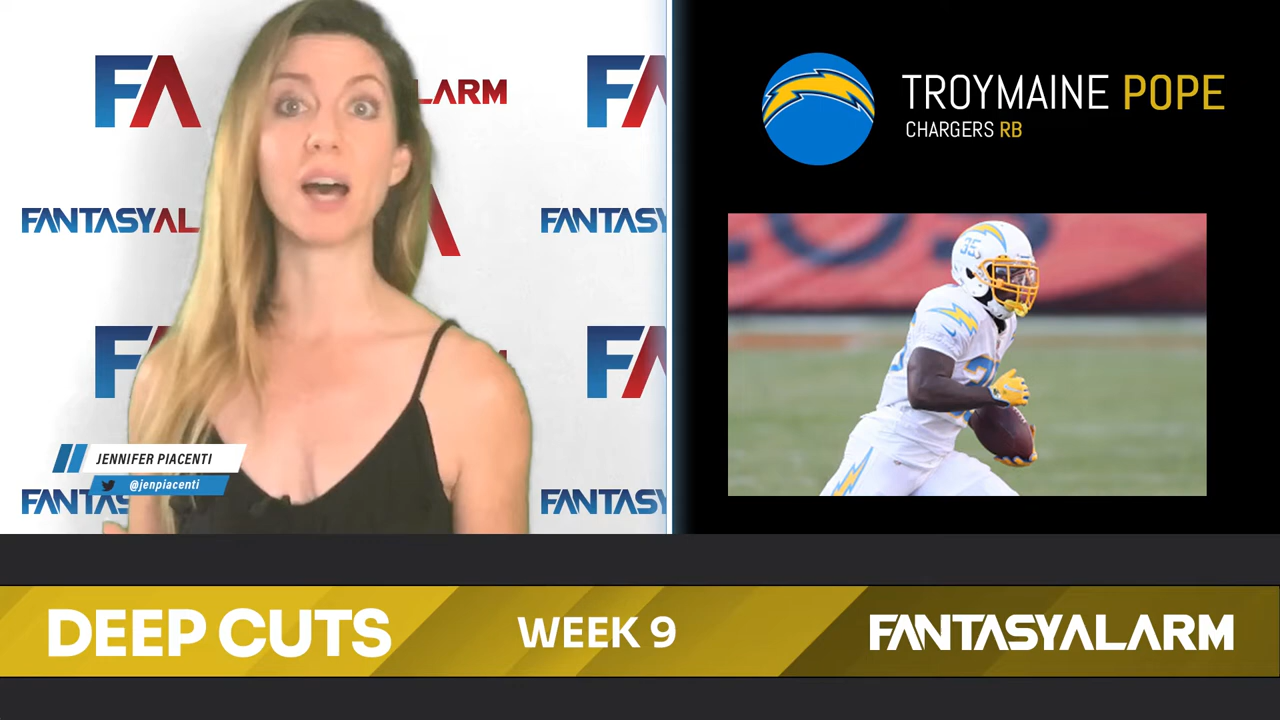 FA
LARM
FA
FANTASYAL
A
FANTASY
FA
FA
JENNIFER PIACENTI
@jenpiacenti
FANTAS
FANTASY
TROYMAINE POPE
CHARGERS RB
35
DEEP CUTS
WEEK 9
FANTASYALARM